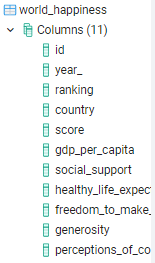 world_happiness
Columns (11)
id
year_
ranking
country
score
gdp_per_capita
social_support
healthy_life_expec
freedom_to_make_
generosity
perceptions_of_co